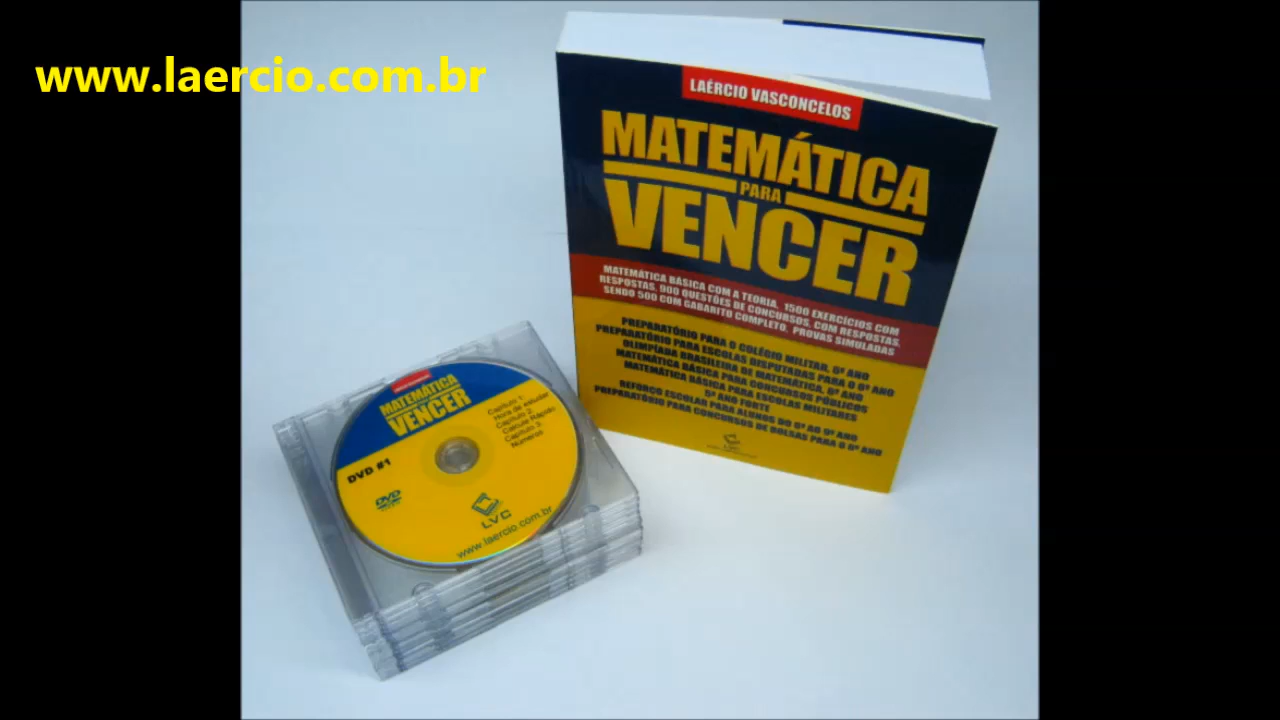 www.laercio.com.br
LAÉRCIO VASCONCELOS
MATEMÁTICA
PARA
VENCER
MATEMÁTICA BÁSICA COM A TEORIA, 1500 EXERCÍCIOS COM
RESPOSTAS, 900 QUESTÕES DE CONCURSOS, COM RESPOSTAS,
SENDO 500 COM GABARITO COMPLETO, PROVAS SIMULADAS
PREPARATÓRIO PARA O COLÉGIO MILITAR, 5º ANO
PREPARATÓRIO PARA ESCOLAS DISPUTADAS PARA O 6º ANO
OLIMPÍADA BRASILEIRA DE MATEMÁTICA, 6º ANO
MATEMÁTICA BÁSICA PARA CONCURSOS PÚBLICOS
MATEMÁTICA BÁSICA PARA ESCOLAS MILITARES
5º ANO FORTE
REFORÇO ESCOLAR PARA ALUNOS DO 6º AO 9º ANO
PREPARATÓRIO PARA CONCURSOS DE BOLSAS PARA O 6º ANO
LVC
MATEMÁTICA
VENCER
Capítulo 1:
Hora de estudar
Capítulo 2:
Cálculo Rápido
Capítulo 3:
Números
DVD #1
DVD
LVC
www.laercio.com.br